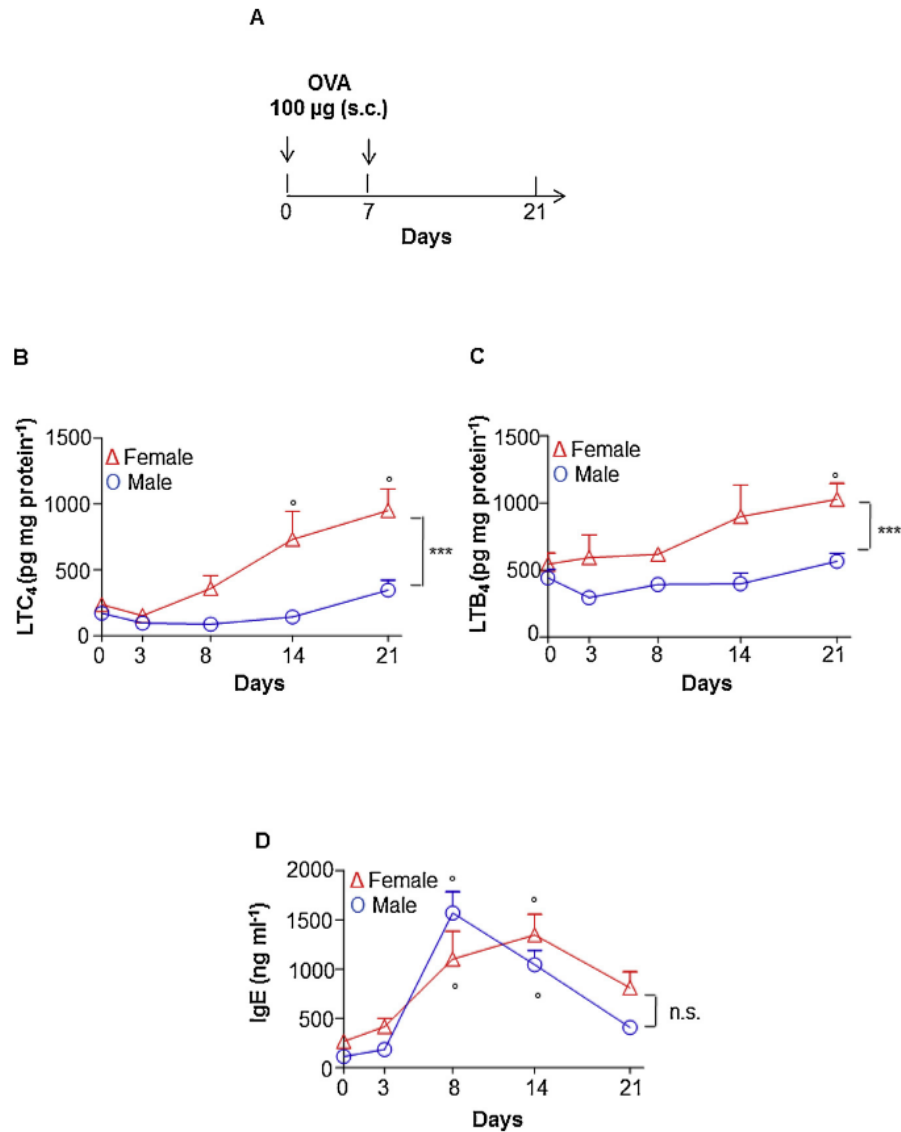 A
OVA
100 µg (s.c.)
0 7 21
Days
B
LTC₄ (pg mg protein⁻¹)
1500
1000
500
0
Female
Male
°
°
***
0 3 8 14 21
Days
C
LTB₄ (pg mg protein⁻¹)
1500
1000
500
0
Female
Male
°
***
0 3 8 14 21
Days
D
IgE (ng ml⁻¹)
2000
1500
1000
500
0
Female
Male
°
°
°
°
n.s.
0 3 8 14 21
Days